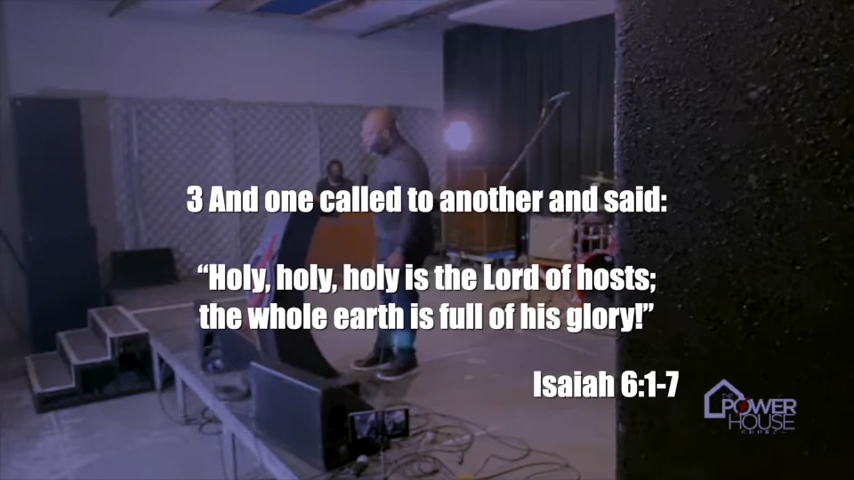 3 And one called to another and said:
“Holy, holy, holy is the Lord of hosts;
the whole earth is full of his glory!”
Isaiah 6:1-7
POWER
HOUSE